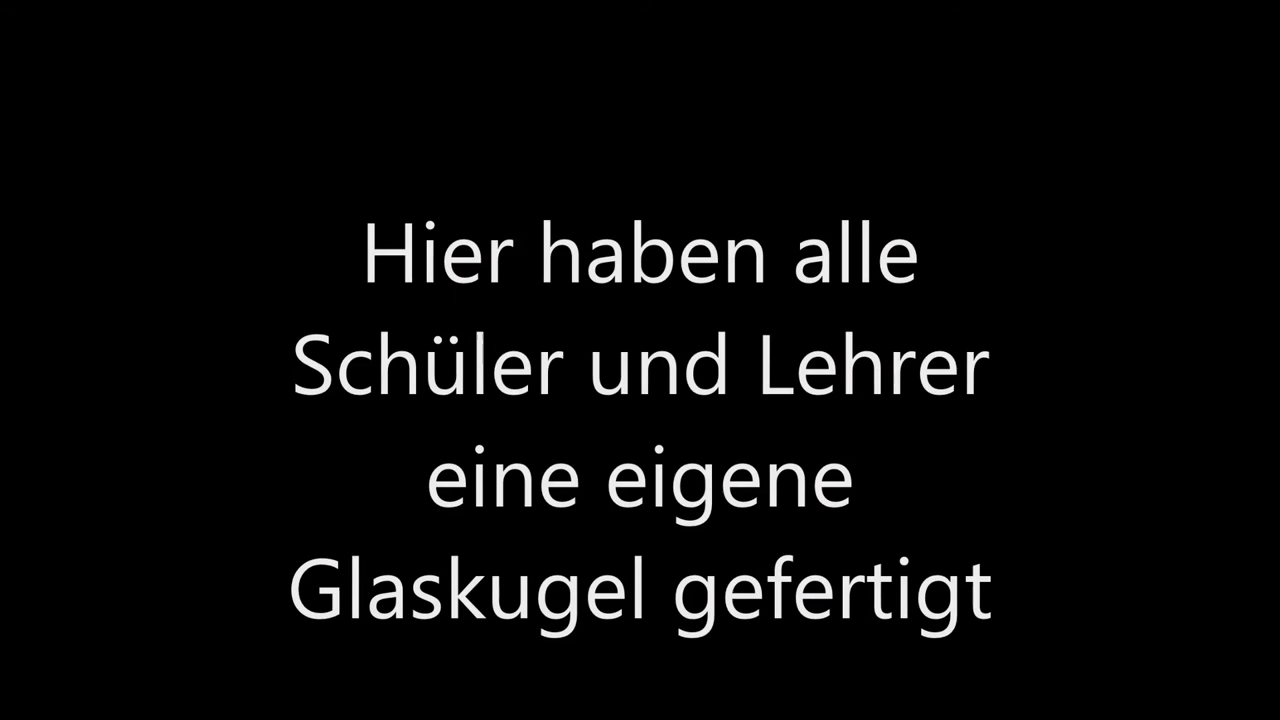 Hier haben alle
Schüler und Lehrer
eine eigene
Glaskugel gefertigt